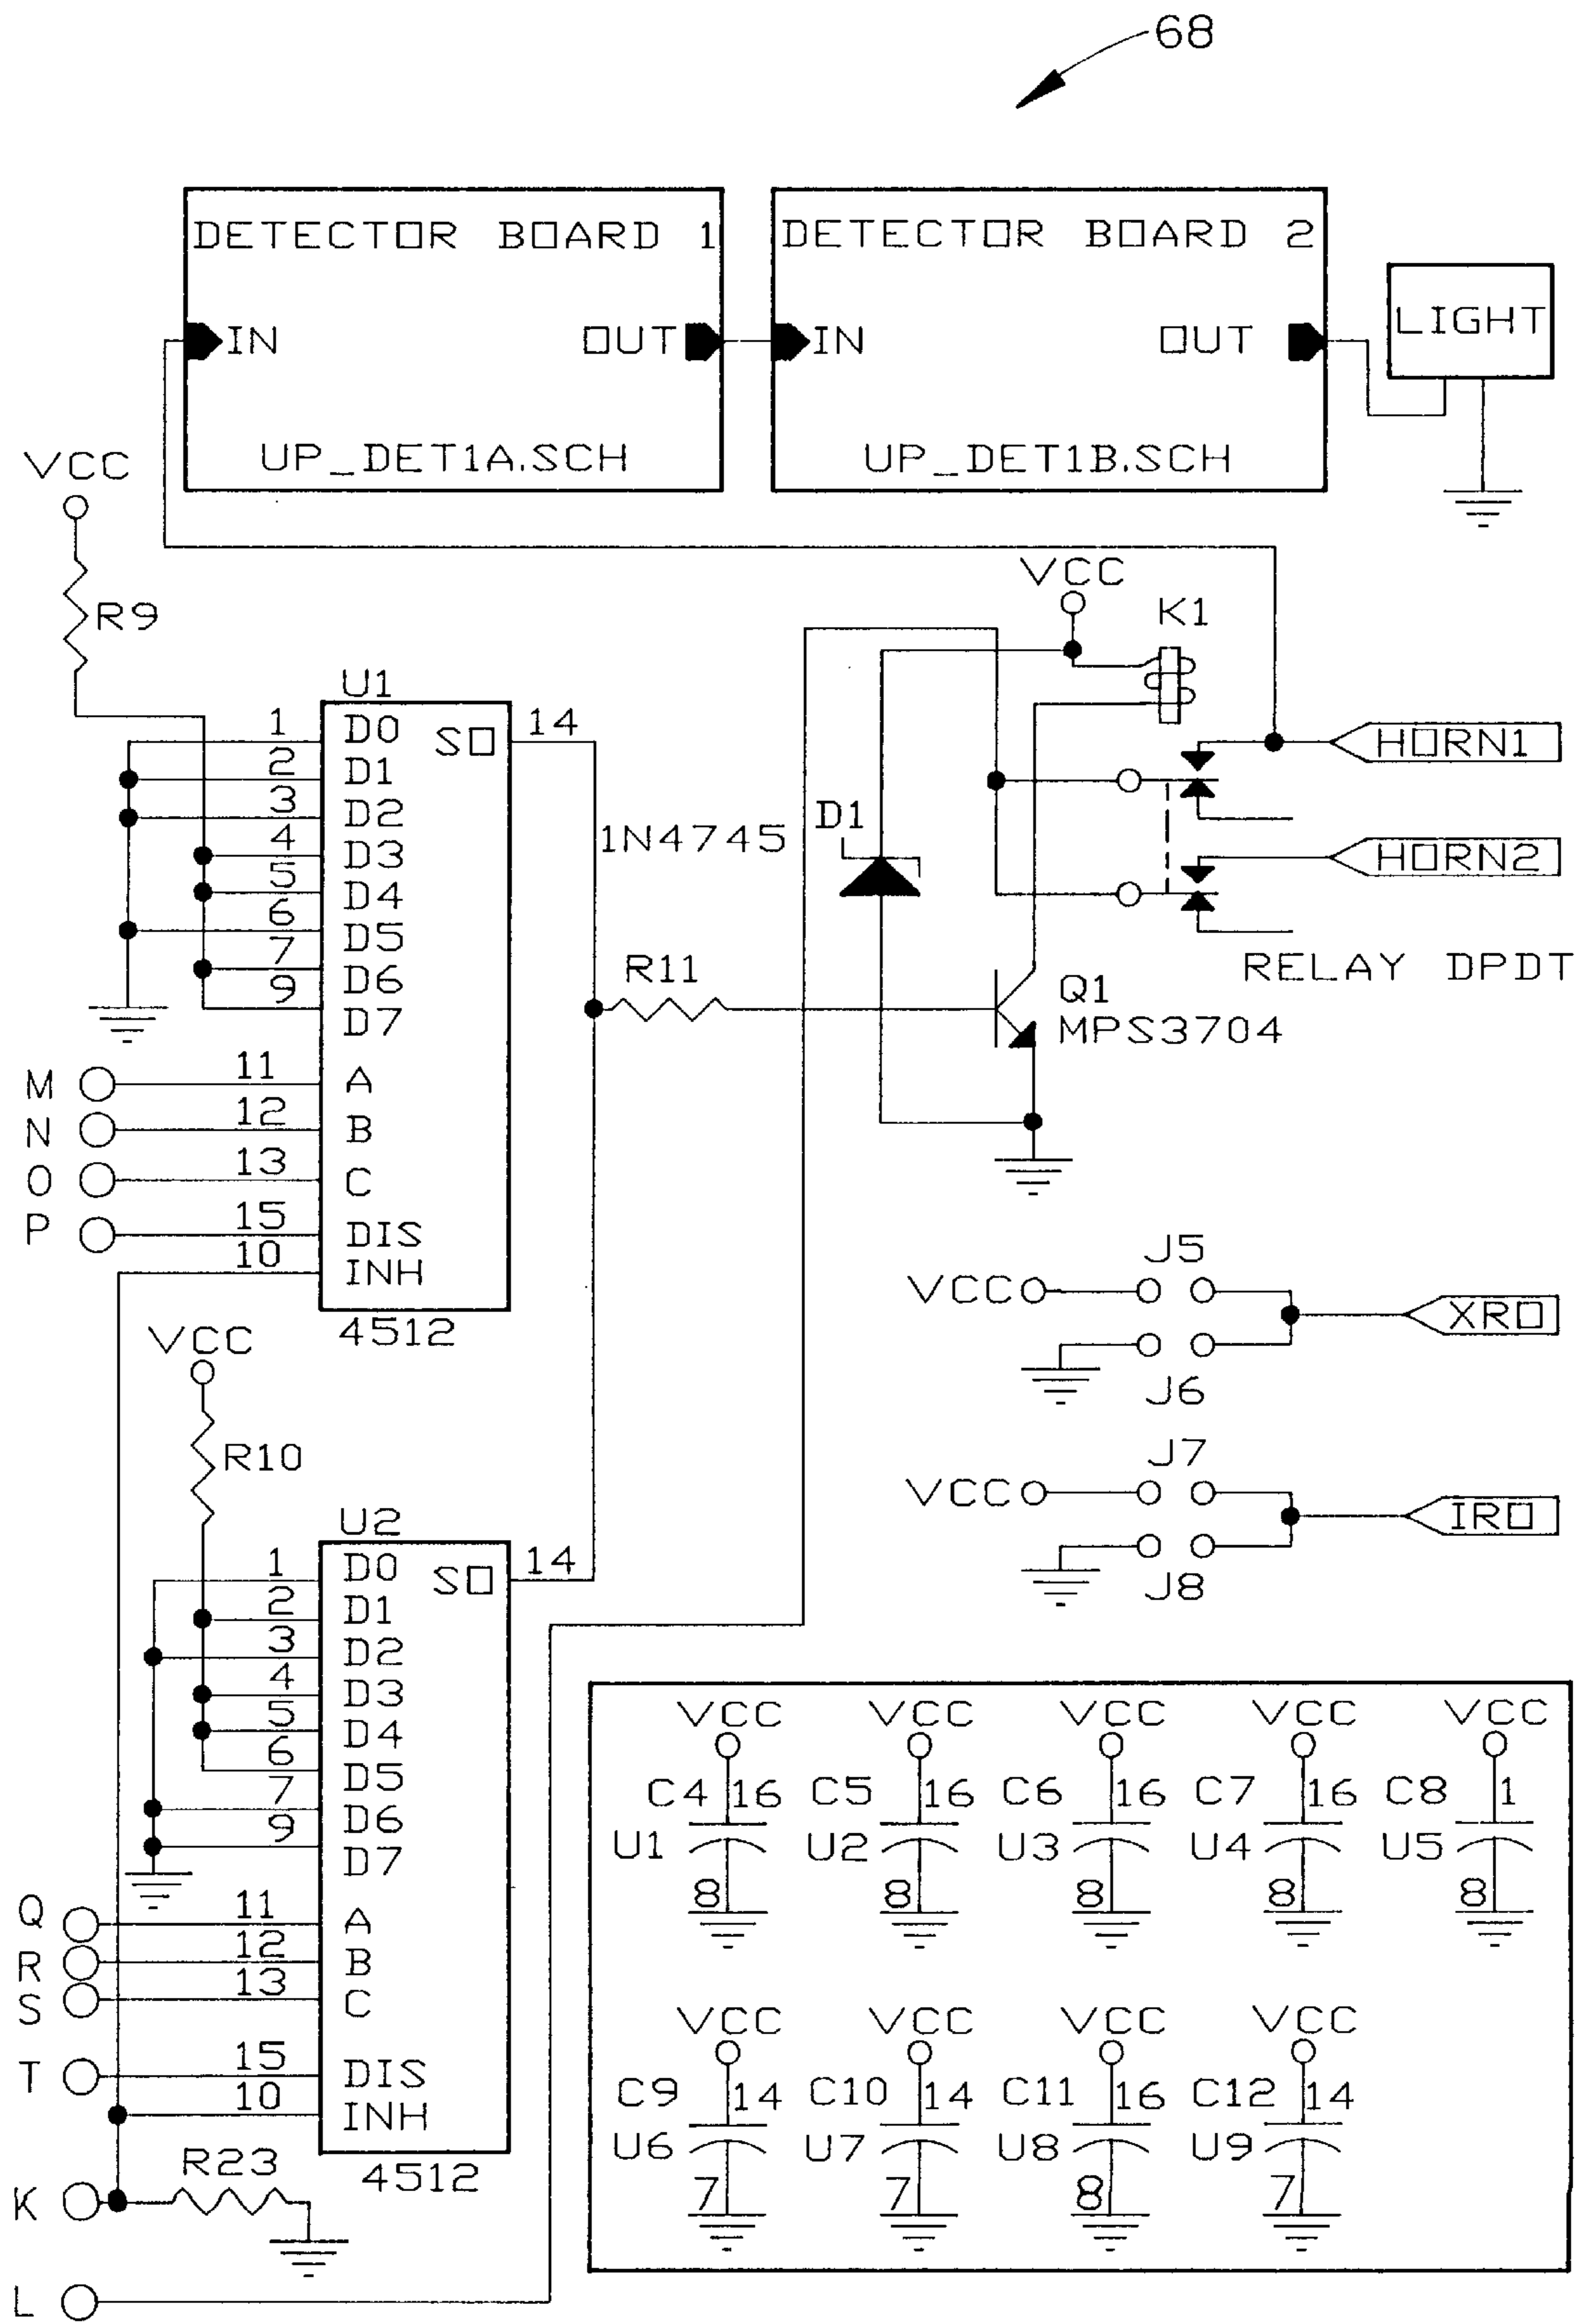 68
DETECTOR BOARD 1
IN
OUT
UP_DET1A.SCH
DETECTOR BOARD 2
IN
OUT
UP_DET1B.SCH
LIGHT
VCC
R9
U1
1 D0
2 D1
3 D2
4 D3
5 D4
6 D5
7 D6
9 D7
SO 14
M 11 A
N 12 B
O 13 C
P 15 DIS
10 INH
4512
VCC
K1
HORN1
HORN2
RELAY DPDT
1N4745
D1
R11
Q1
MPS3704
J5
VCC
XRO
J6
J7
VCC
IRO
J8
VCC
R10
U2
1 D0
2 D1
3 D2
4 D3
5 D4
6 D5
7 D6
9 D7
SO 14
Q 11 A
R 12 B
S 13 C
T 15 DIS
10 INH
4512
K
R23
L
VCC VCC VCC VCC VCC
C4 16 C5 16 C6 16 C7 16 C8 1
U1 U2 U3 U4 U5
8 8 8 8 8
VCC VCC VCC VCC
C9 14 C10 14 C11 16 C12 14
U6 U7 U8 U9
7 7 8 7